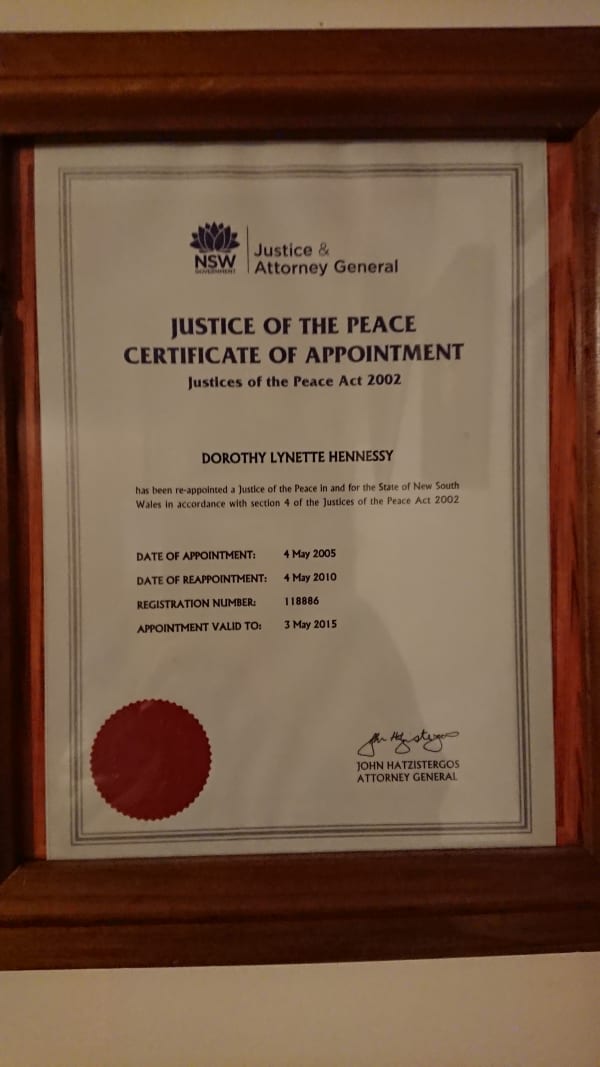 NSW
GOVERNMENT
Justice &
Attorney General
JUSTICE OF THE PEACE
CERTIFICATE OF APPOINTMENT
Justices of the Peace Act 2002
DOROTHY LYNETTE HENNESSY
has been re-appointed a Justice of the Peace in and for the State of New South
Wales in accordance with section 4 of the Justices of the Peace Act 2002
DATE OF APPOINTMENT: 4 May 2005
DATE OF REAPPOINTMENT: 4 May 2010
REGISTRATION NUMBER: 118886
APPOINTMENT VALID TO: 3 May 2015
John Hatzistergos
JOHN HATZISTERGOS
ATTORNEY GENERAL